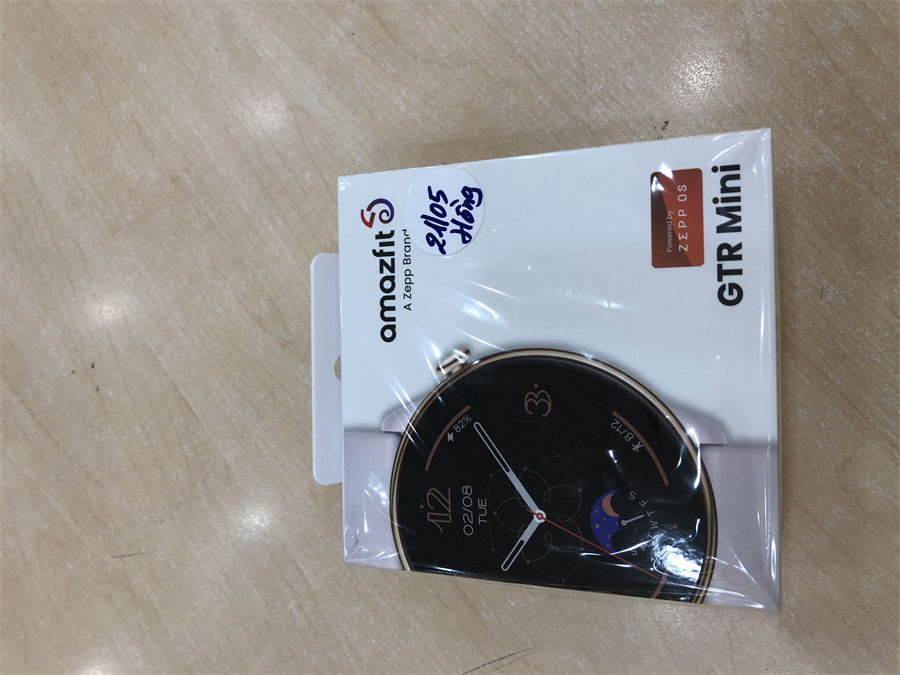 amazfit
A Zepp Brand
21/05
Hồng
Powered by
ZΣPP OS
GTR Mini
82%
12
02/08
TUE
3
8/12
W T F S